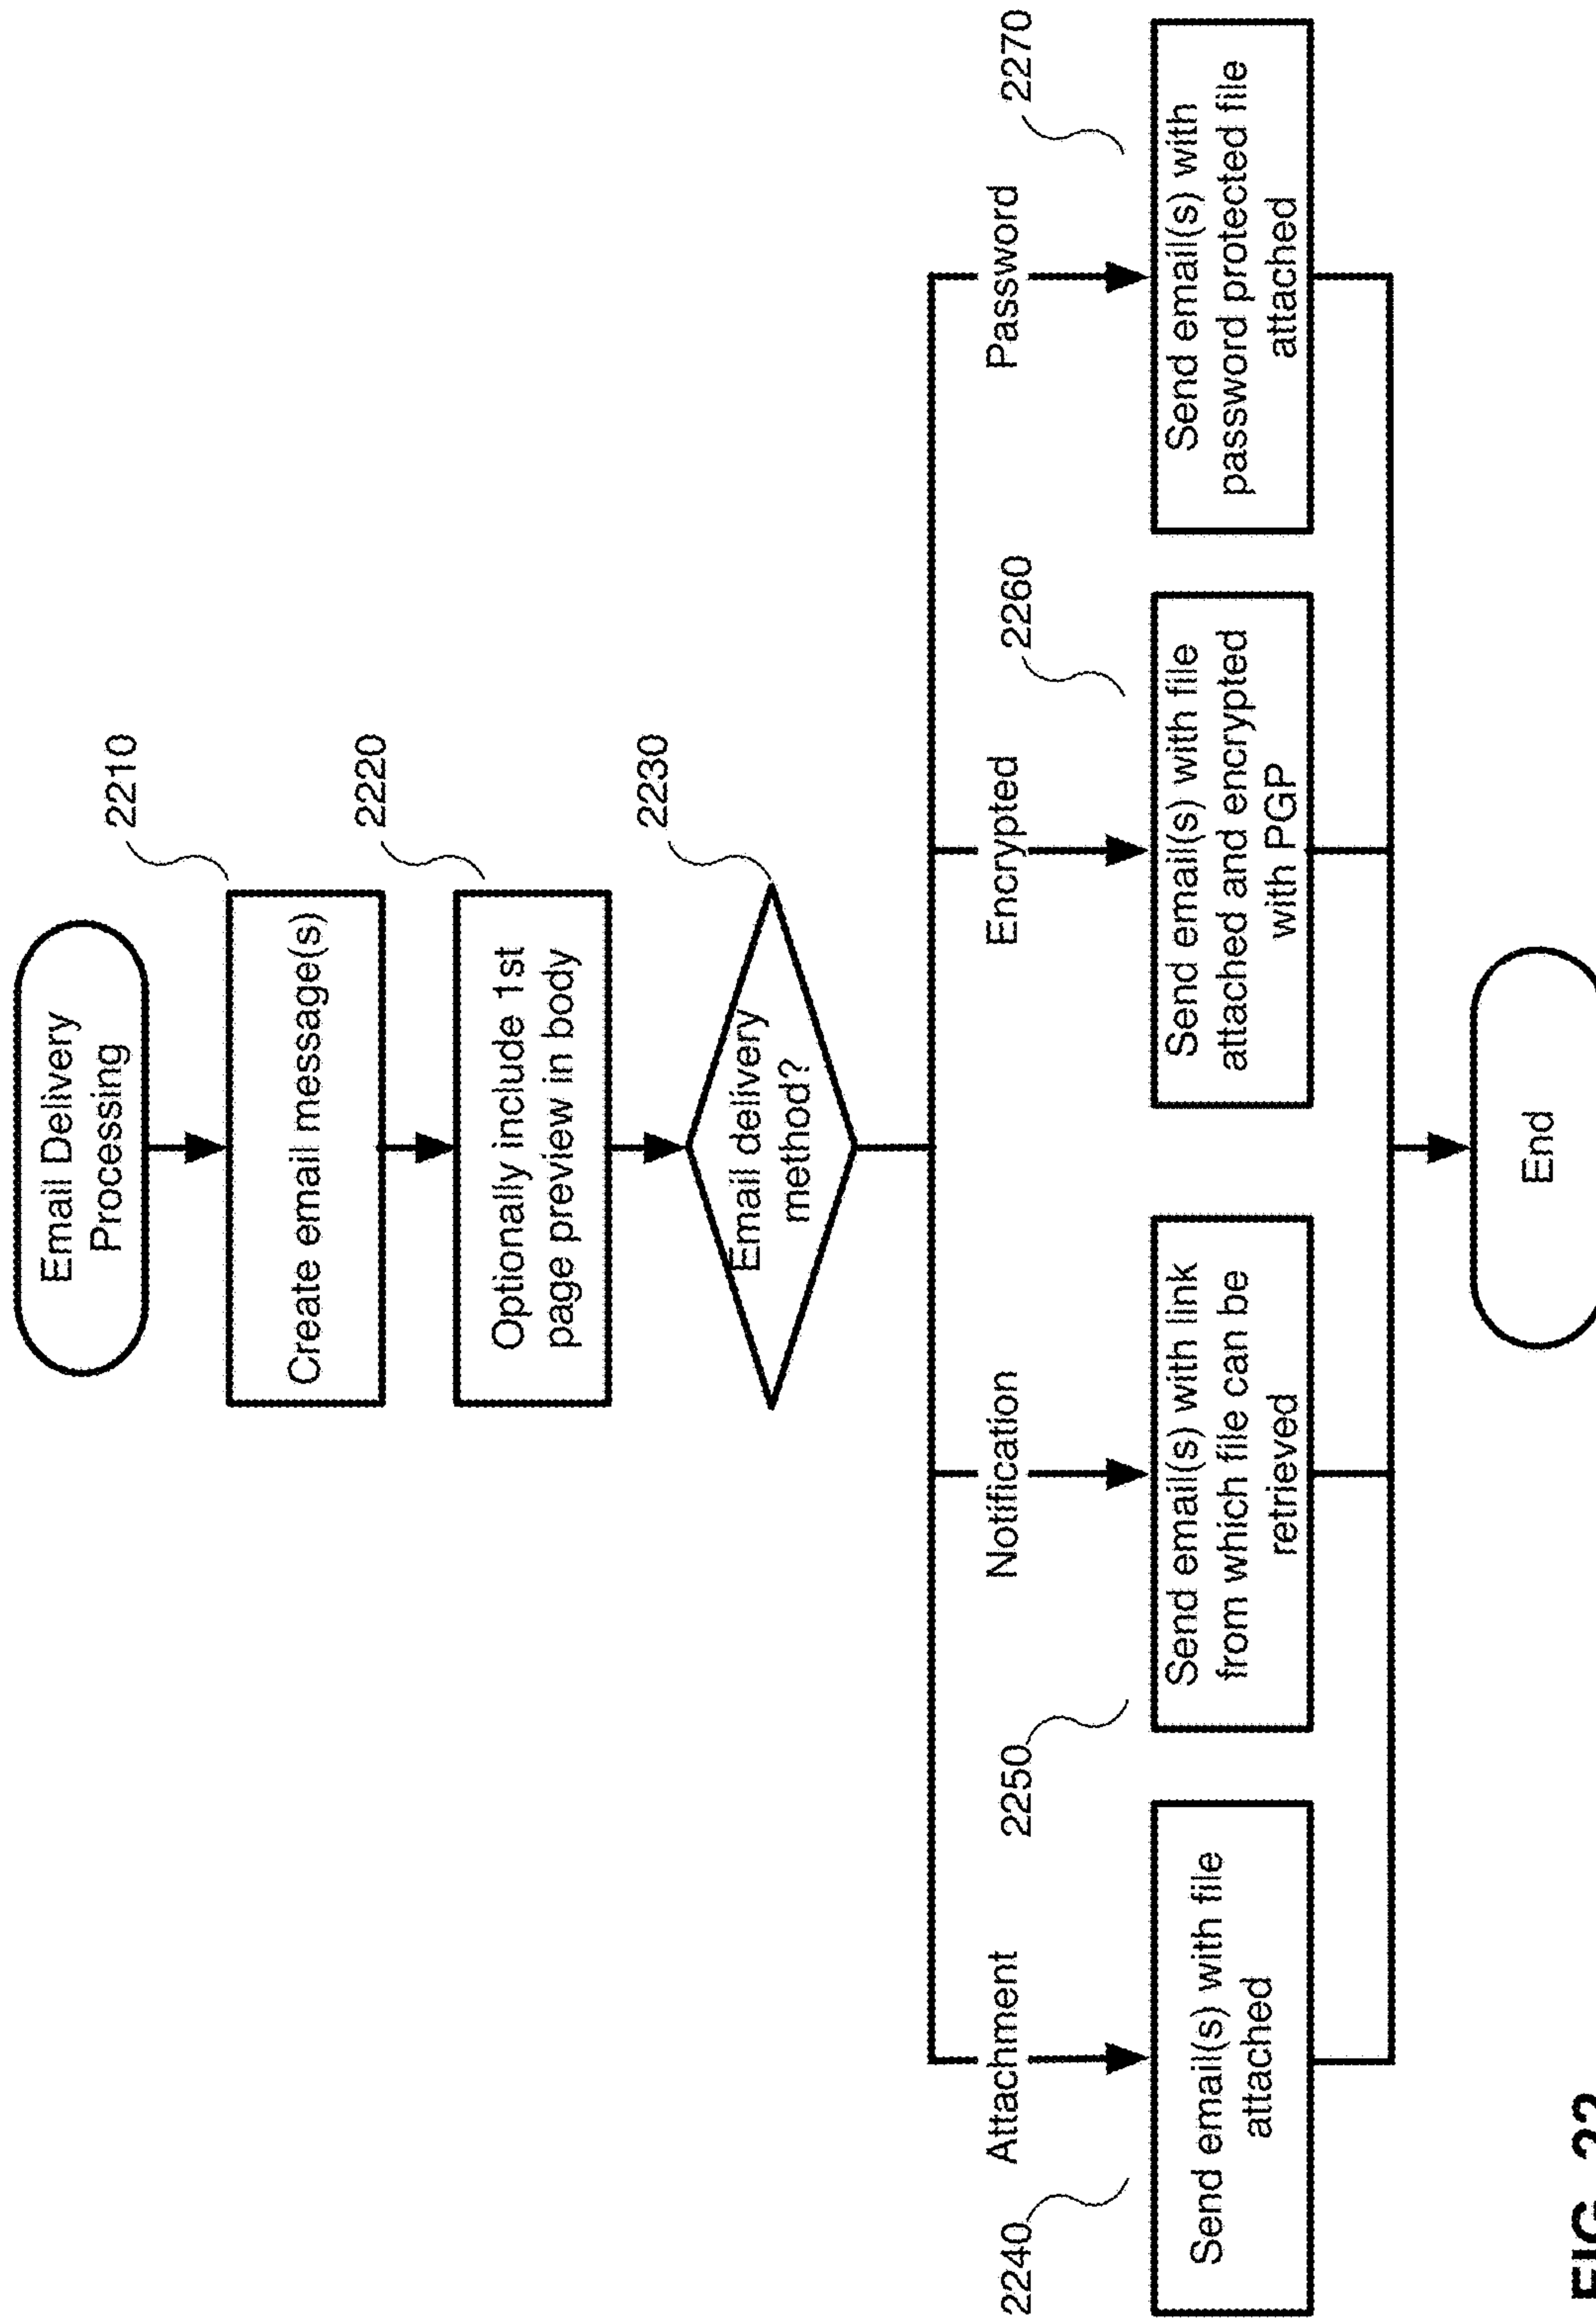 Email Delivery
Processing
2210
Create email message(s)
2220
Optionally include 1st
page preview in body
2230
Email delivery
method?
Attachment
Notification
Encrypted
Password
2240
Send email(s) with file
attached
2250
Send email(s) with link
from which file can be
retrieved
2260
Send email(s) with file
attached and encrypted
with PGP
2270
Send email(s) with
password protected file
attached
End
FIG. 22